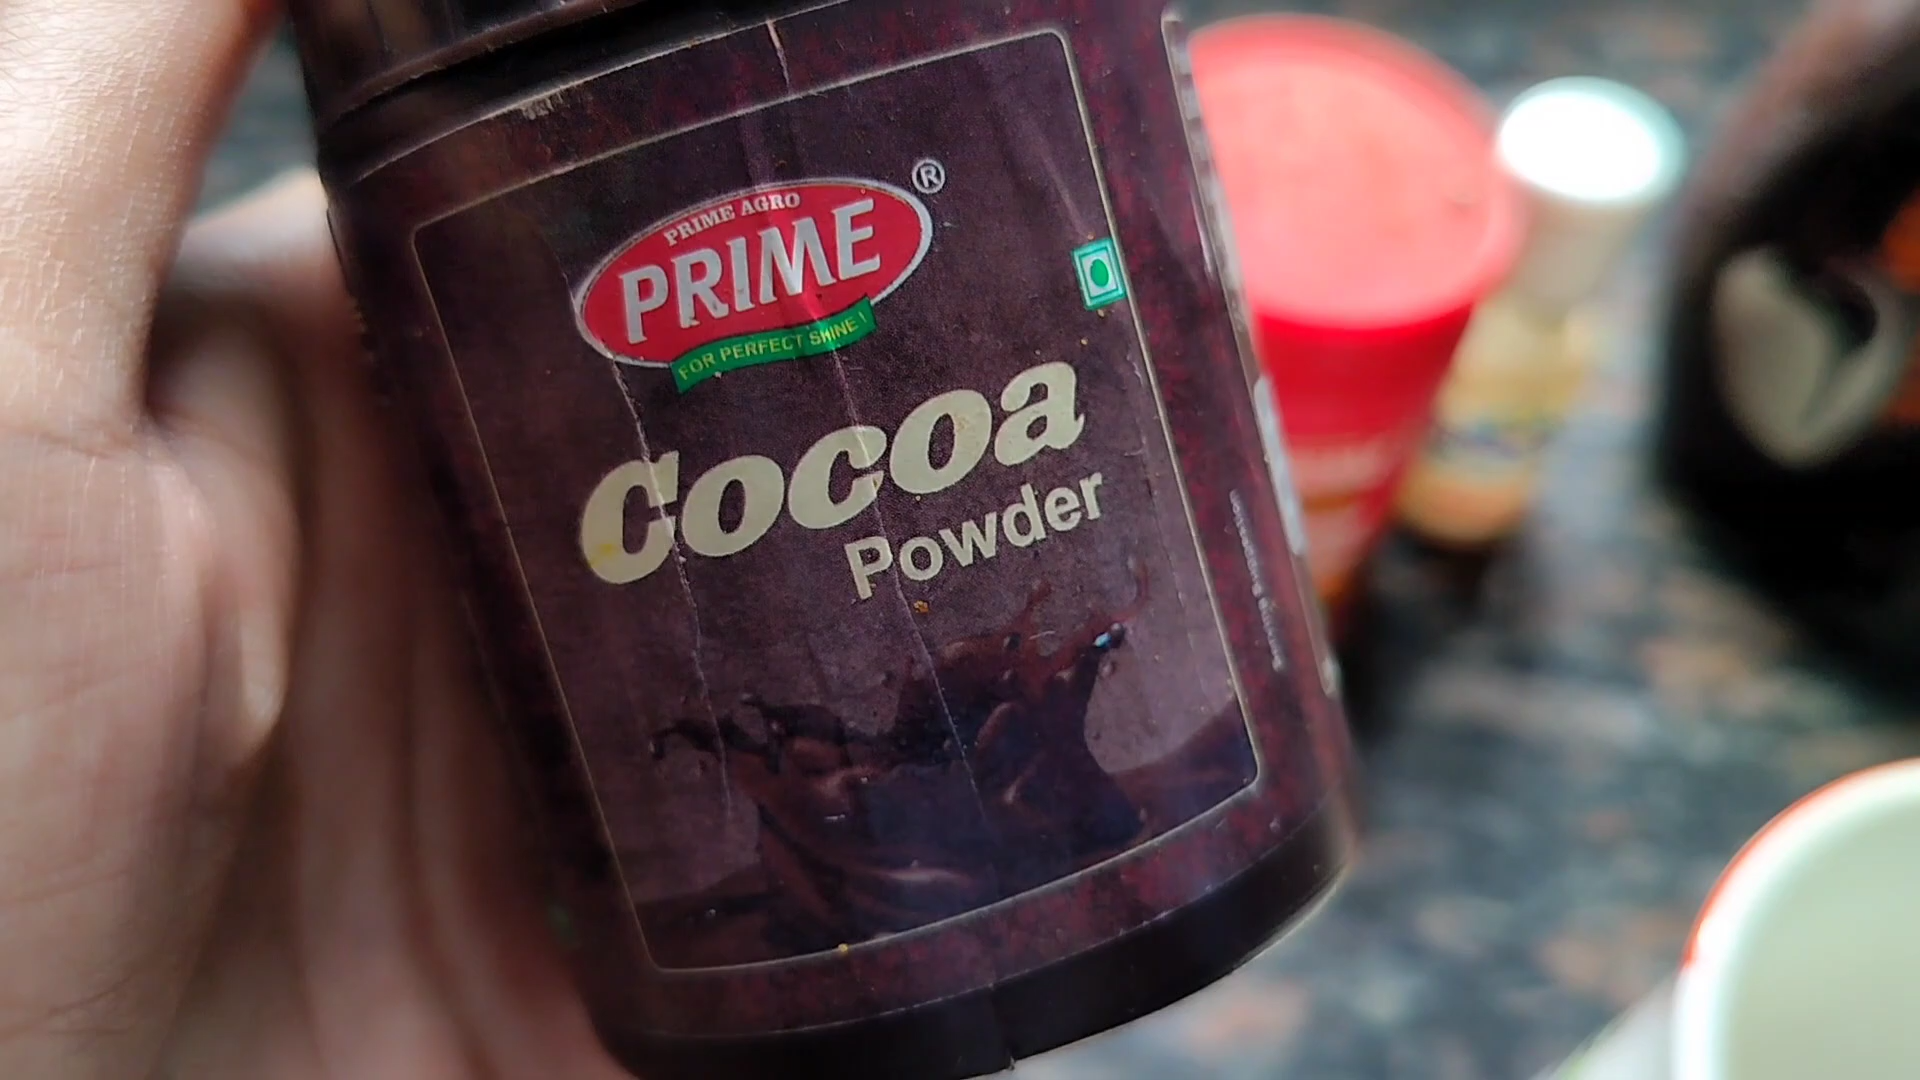 PRIME AGRO
PRIME ®
FOR PERFECT SHINE !
Cocoa
Powder